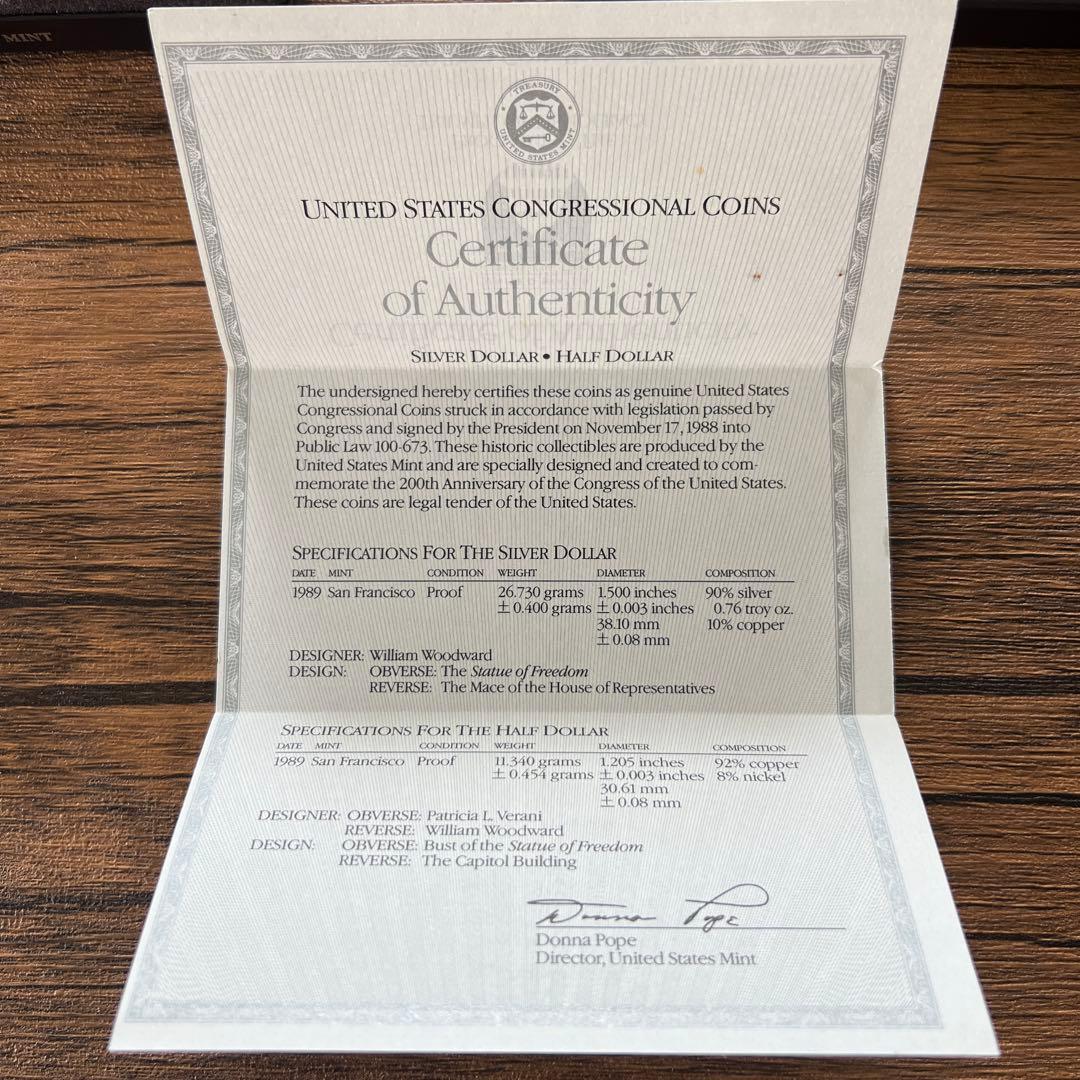 MINT
TREASURY
UNITED STATES MINT
UNITED STATES CONGRESSIONAL COINS
Certificate
of Authenticity
SILVER DOLLAR • HALF DOLLAR
The undersigned hereby certifies these coins as genuine United States
Congressional Coins struck in accordance with legislation passed by
Congress and signed by the President on November 17, 1988 into
Public Law 100-673. These historic collectibles are produced by the
United States Mint and are specially designed and created to com-
memorate the 200th Anniversary of the Congress of the United States.
These coins are legal tender of the United States.
SPECIFICATIONS FOR THE SILVER DOLLAR
DATE MINT CONDITION WEIGHT DIAMETER COMPOSITION
1989 San Francisco Proof 26.730 grams 1.500 inches 90% silver
± 0.400 grams ± 0.003 inches 0.76 troy oz.
38.10 mm 10% copper
± 0.08 mm
DESIGNER: William Woodward
DESIGN: OBVERSE: The Statue of Freedom
REVERSE: The Mace of the House of Representatives
SPECIFICATIONS FOR THE HALF DOLLAR
DATE MINT CONDITION WEIGHT DIAMETER COMPOSITION
1989 San Francisco Proof 11.340 grams 1.205 inches 92% copper
± 0.454 grams ± 0.003 inches 8% nickel
30.61 mm
± 0.08 mm
DESIGNER: OBVERSE: Patricia L. Verani
REVERSE: William Woodward
DESIGN: OBVERSE: Bust of the Statue of Freedom
REVERSE: The Capitol Building
Donna Pope
Donna Pope
Director, United States Mint